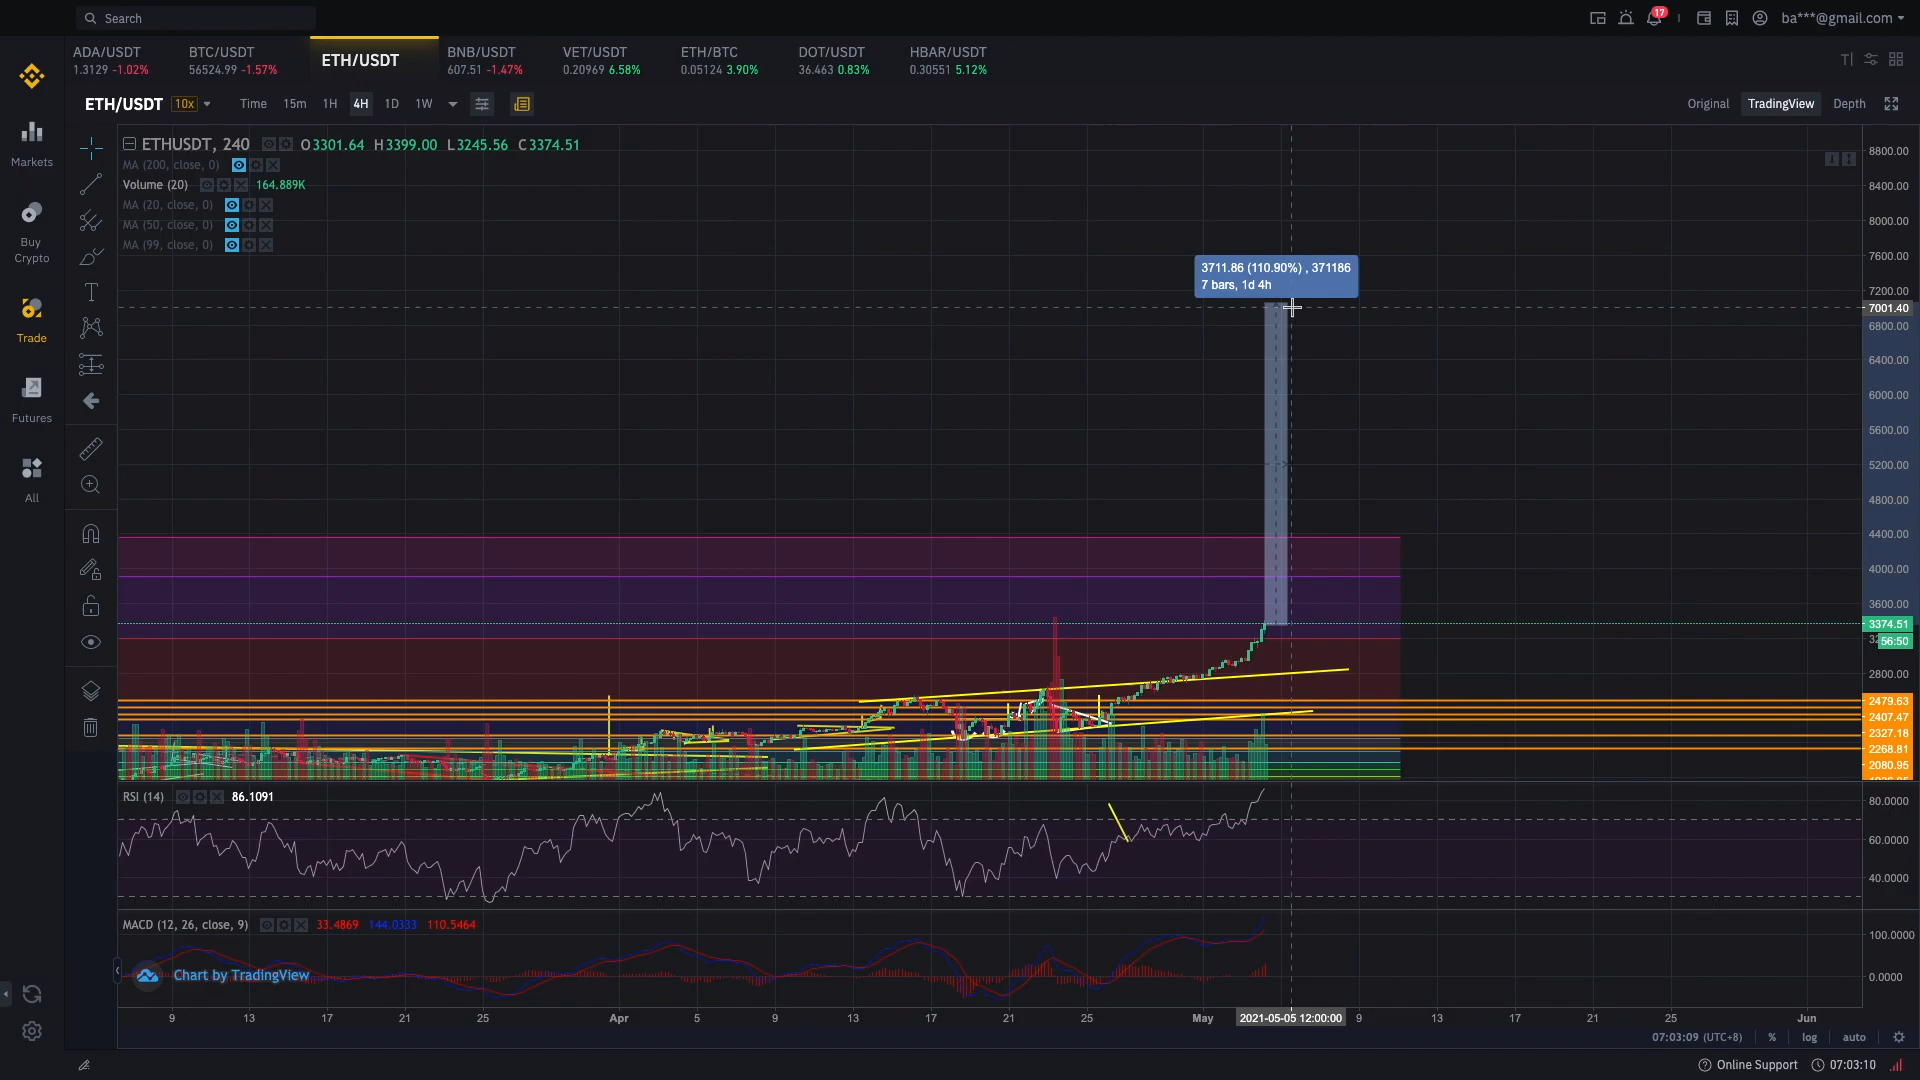 Search
17
ba***@gmail.com
ADA/USDT
1.3129 -1.02%
BTC/USDT
56524.99 -1.57%
ETH/USDT
BNB/USDT
607.51 -1.47%
VET/USDT
0.20969 6.58%
ETH/BTC
0.05124 3.90%
DOT/USDT
36.463 0.83%
HBAR/USDT
0.30551 5.12%
ETH/USDT 10x
Time 15m 1H 4H 1D 1W
Original TradingView Depth
Markets
Buy
Crypto
Trade
Futures
All
ETHUSDT, 240 O3301.64 H3399.00 L3245.56 C3374.51
MA (200, close, 0)
Volume (20) 164.889K
MA (20, close, 0)
MA (50, close, 0)
MA (99, close, 0)
3711.86 (110.90%) , 371186
7 bars, 1d 4h
8800.00
8400.00
8000.00
7600.00
7200.00
7001.40
6800.00
6400.00
6000.00
5600.00
5200.00
4800.00
4400.00
4000.00
3600.00
3374.51
56:50
2800.00
2479.63
2407.47
2327.18
2268.81
2080.95
RSI (14) 86.1091
80.0000
60.0000
40.0000
MACD (12, 26, close, 9) 33.4869 144.0333 110.5464
100.0000
0.0000
Chart by TradingView
9 13 17 21 25 Apr 5 9 13 17 21 25 May 2021-05-05 12:00:00 9 13 17 21 25 Jun
07:03:09 (UTC+8) % log auto
Online Support 07:03:10